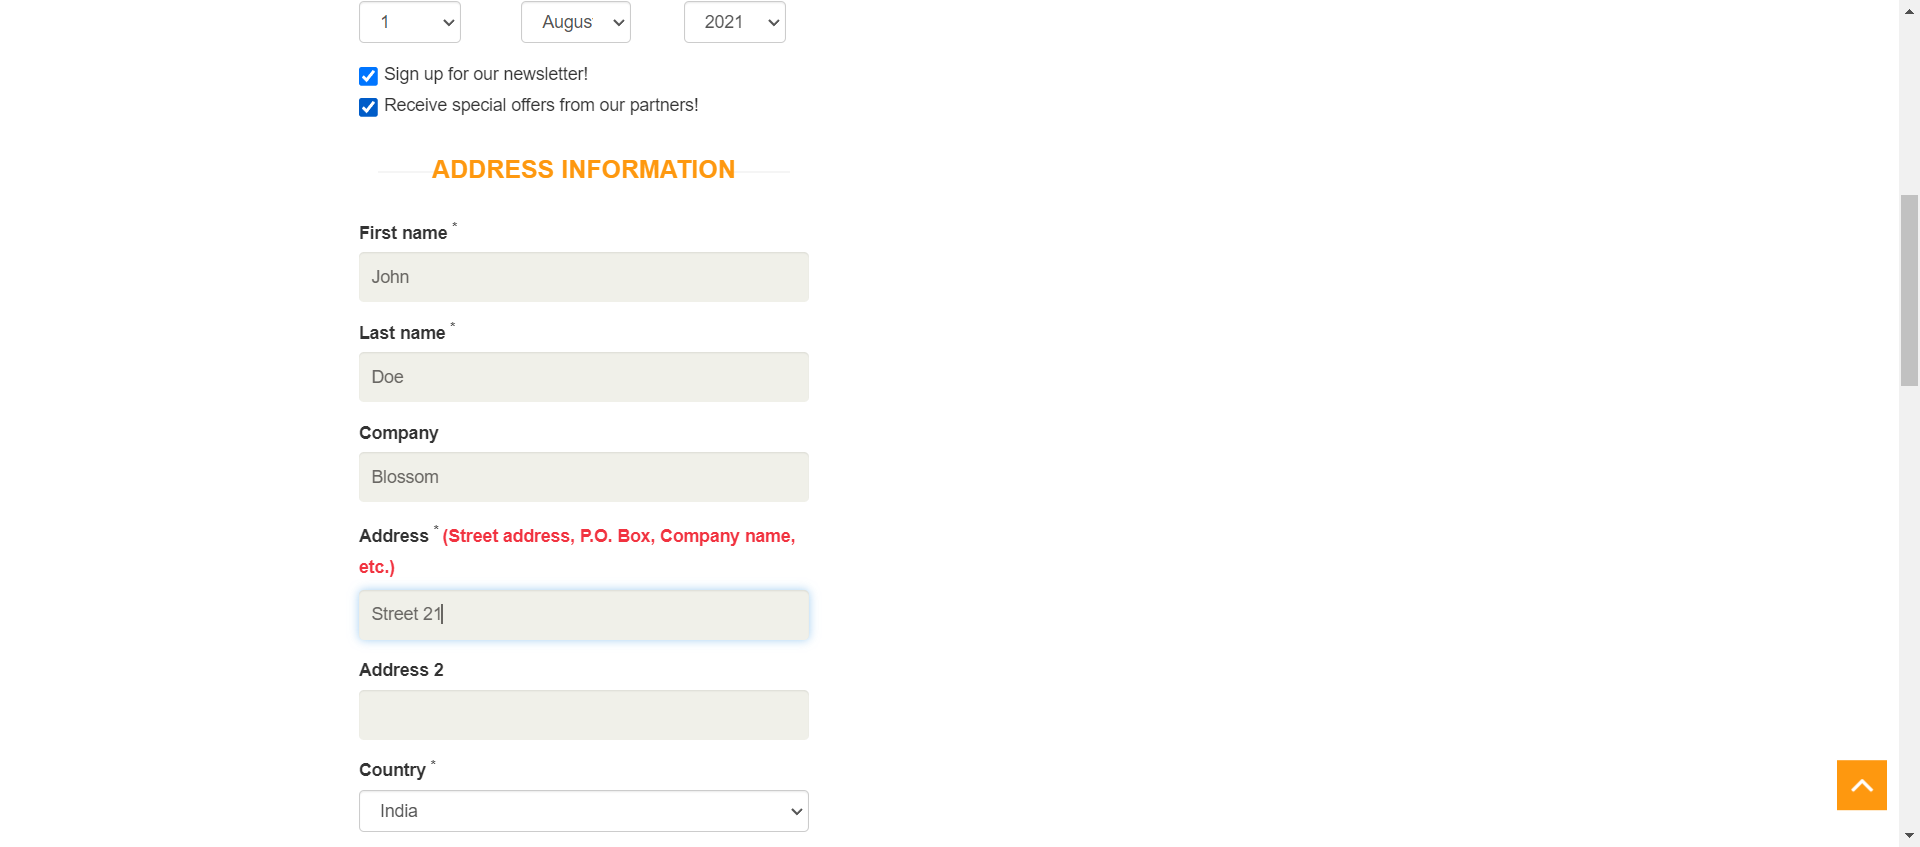 1 Augus 2021
Sign up for our newsletter!
Receive special offers from our partners!
ADDRESS INFORMATION
First name *
John
Last name *
Doe
Company
Blossom
Address * (Street address, P.O. Box, Company name,
etc.)
Street 21
Address 2
Country *
India